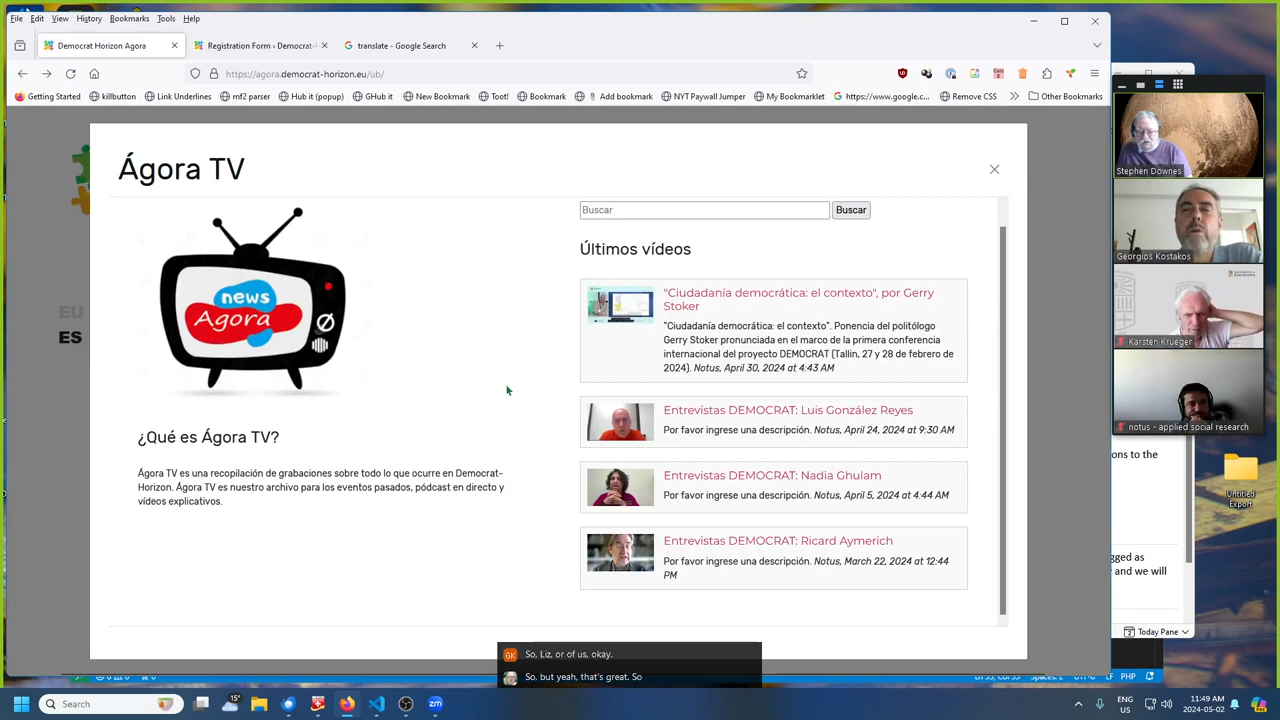 File Edit View History Bookmarks Tools Help
Democrat Horizon Agora
Registration Form ‹ Democrat-
translate - Google Search
https://agora.democrat-horizon.eu/ub/
Getting Started killbutton Link Underlines mf2 parser Hub it (popup) GHub it New Bookmark Toot! Bookmark Add bookmark NYT Paywall Jumper My Bookmarklet https://www.google.c... Remove CSS Other Bookmarks
Ágora TV
news
Agora
EU
ES
¿Qué es Ágora TV?
Ágora TV es una recopilación de grabaciones sobre todo lo que ocurre en Democrat-
Horizon. Ágora TV es nuestro archivo para los eventos pasados, pódcast en directo y
vídeos explicativos.
Buscar Buscar
Últimos vídeos
"Ciudadanía democrática: el contexto", por Gerry
Stoker
"Ciudadanía democrática: el contexto". Ponencia del politólogo
Gerry Stoker pronunciada en el marco de la primera conferencia
internacional del proyecto DEMOCRAT (Tallin, 27 y 28 de febrero de
2024). Notus, April 30, 2024 at 4:43 AM
Entrevistas DEMOCRAT: Luis González Reyes
Por favor ingrese una descripción. Notus, April 24, 2024 at 9:30 AM
Entrevistas DEMOCRAT: Nadia Ghulam
Por favor ingrese una descripción. Notus, April 5, 2024 at 4:44 AM
Entrevistas DEMOCRAT: Ricard Aymerich
Por favor ingrese una descripción. Notus, March 22, 2024 at 12:44
PM
Stephen Downes
Georgios Kostakos
Karsten Krueger
notus - applied social research
ons to the
Untitled
Export
gged as
and we will
Today Pane
GK So, Liz, or of us, okay.
So, but yeah, that's great. So
PHP
Search
15°
zm
ENG
US
11:49 AM
2024-05-02